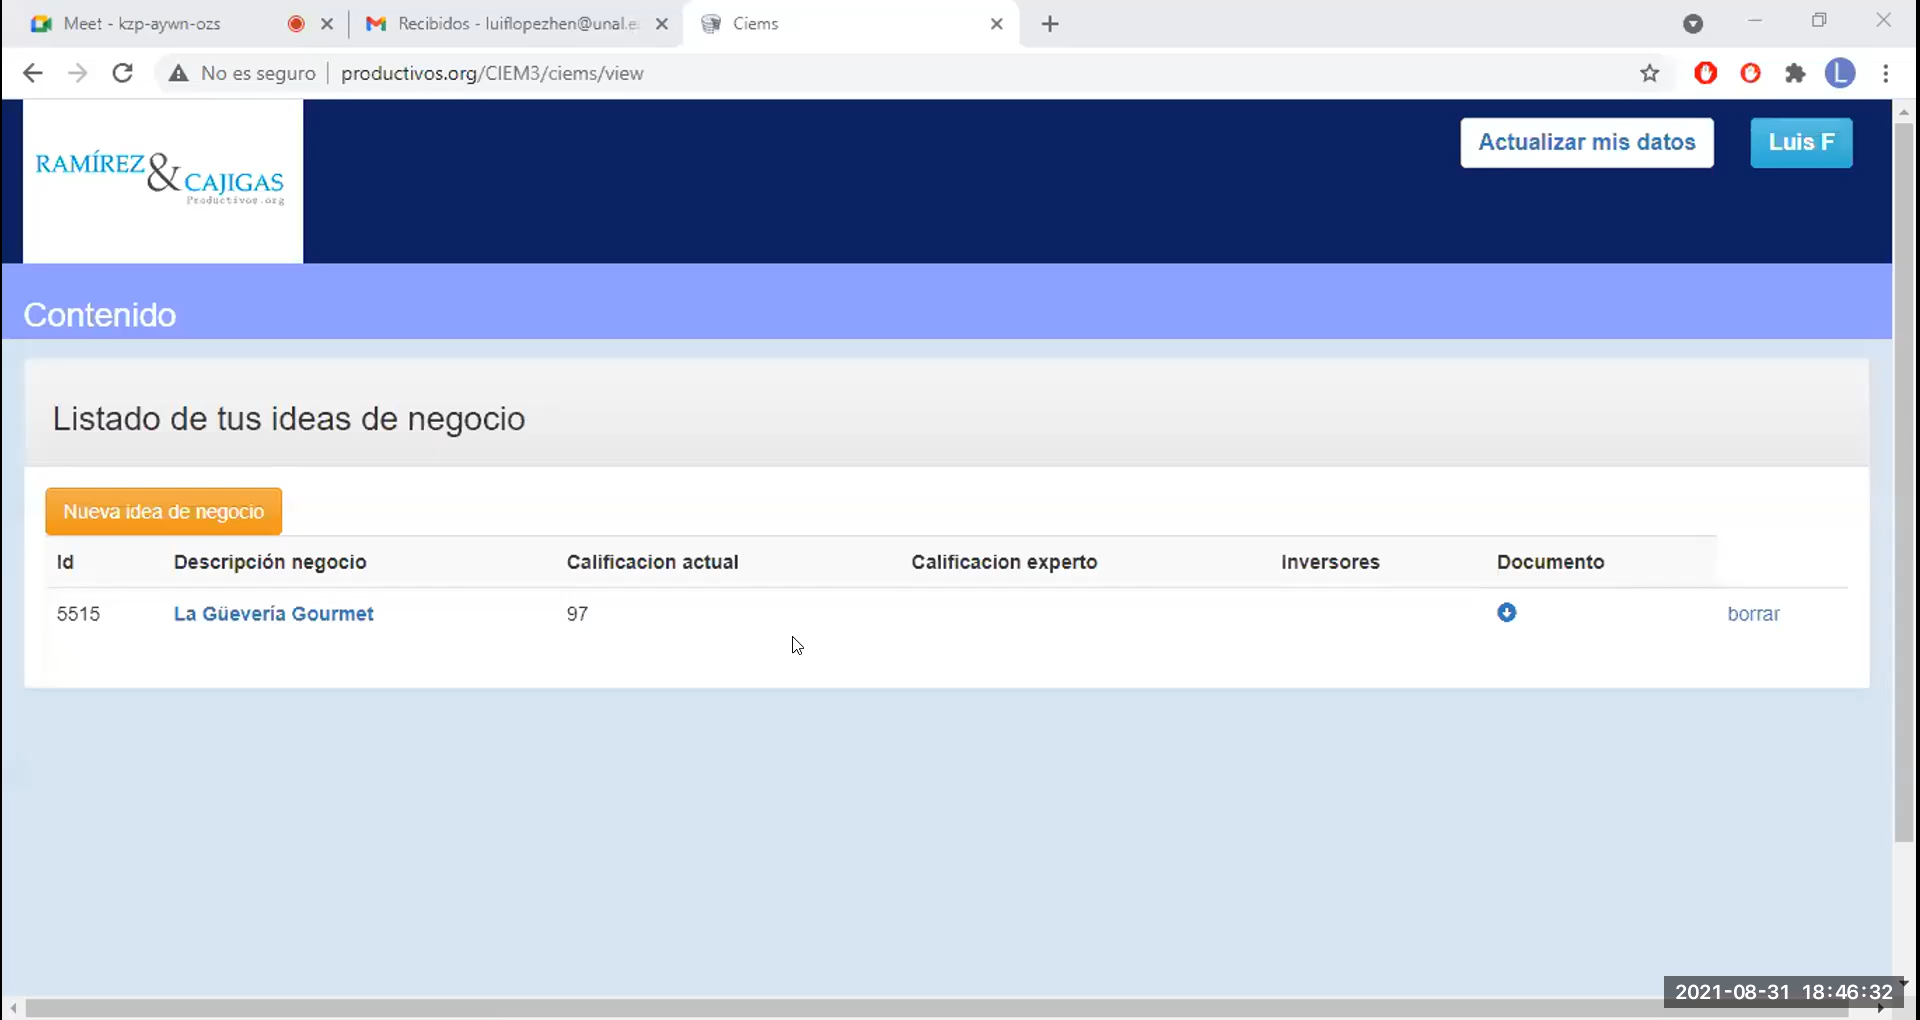 Meet - kzp-aywn-ozs
Recibidos - luiflopezhen@unal.e
Ciems
No es seguro
productivos.org/CIEM3/ciems/view
L
RAMÍREZ & CAJIGAS
Productivos.org
Actualizar mis datos
Luis F
Contenido
Listado de tus ideas de negocio
Nueva idea de negocio
Id Descripción negocio Calificacion actual Calificacion experto Inversores Documento
5515 La Güevería Gourmet 97 borrar
2021-08-31 18:46:32